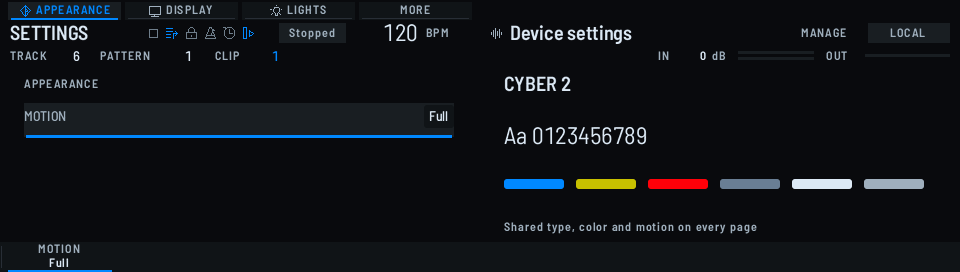 APPEARANCE DISPLAY LIGHTS MORE
SETTINGS Stopped 120 BPM Device settings MANAGE LOCAL
TRACK 6 PATTERN 1 CLIP 1 IN 0 dB OUT
APPEARANCE
CYBER 2
MOTION Full
Aa 0123456789
Shared type, color and motion on every page
MOTION
Full